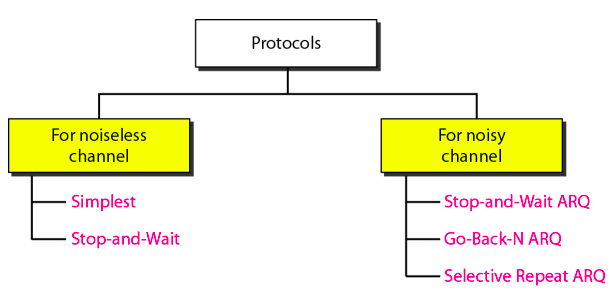 Protocols
For noiseless
channel
Simplest
Stop-and-Wait
For noisy
channel
Stop-and-Wait ARQ
Go-Back-N ARQ
Selective Repeat ARQ